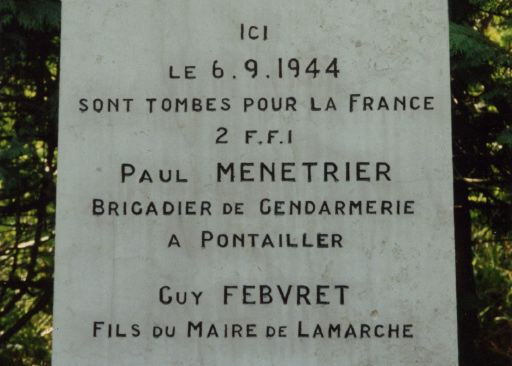 ICI
LE 6.9.1944
SONT TOMBES POUR LA FRANCE
2 F.F.I
PAUL MENETRIER
BRIGADIER DE GENDARMERIE
A PONTAILLER
GUY FEBVRET
FILS DU MAIRE DE LAMARCHE